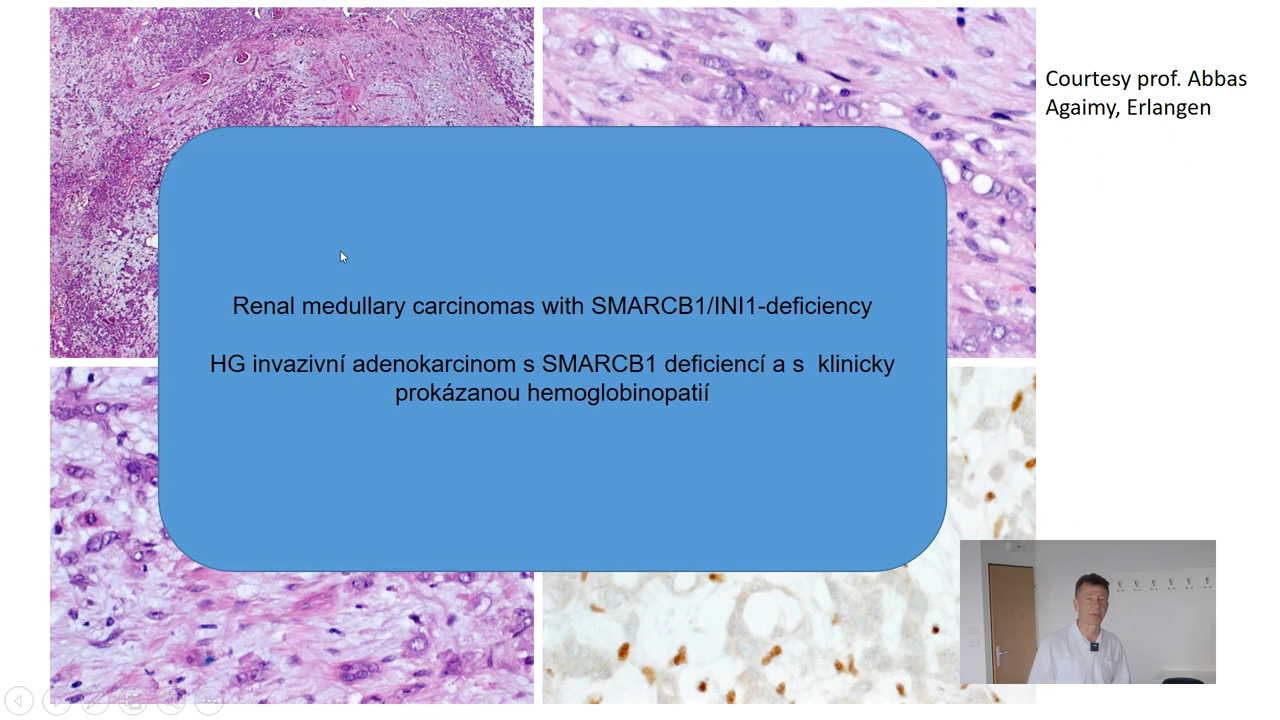 Courtesy prof. Abbas
Agaimy, Erlangen
Renal medullary carcinomas with SMARCB1/INI1-deficiency
HG invazivní adenokarcinom s SMARCB1 deficiencí a s  klinicky
prokázanou hemoglobinopatií